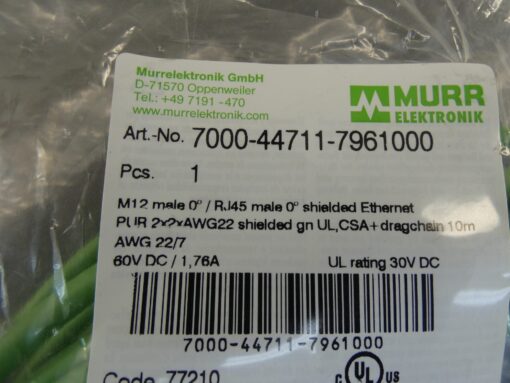 Murrelektronik GmbH
D-71570 Oppenweiler
Tel.: +49 7191 -470
www.murrelektronik.com
MURR
ELEKTRONIK
Art.-No. 7000-44711-7961000
Pcs. 1
M12 male 0° / RJ45 male 0° shielded Ethernet
PUR 2x2xAWG22 shielded gn UL,CSA+dragchain 10m
AWG 22/7
60V DC / 1,76A UL rating 30V DC
7000-44711-7961000
Code 77210
c UL US